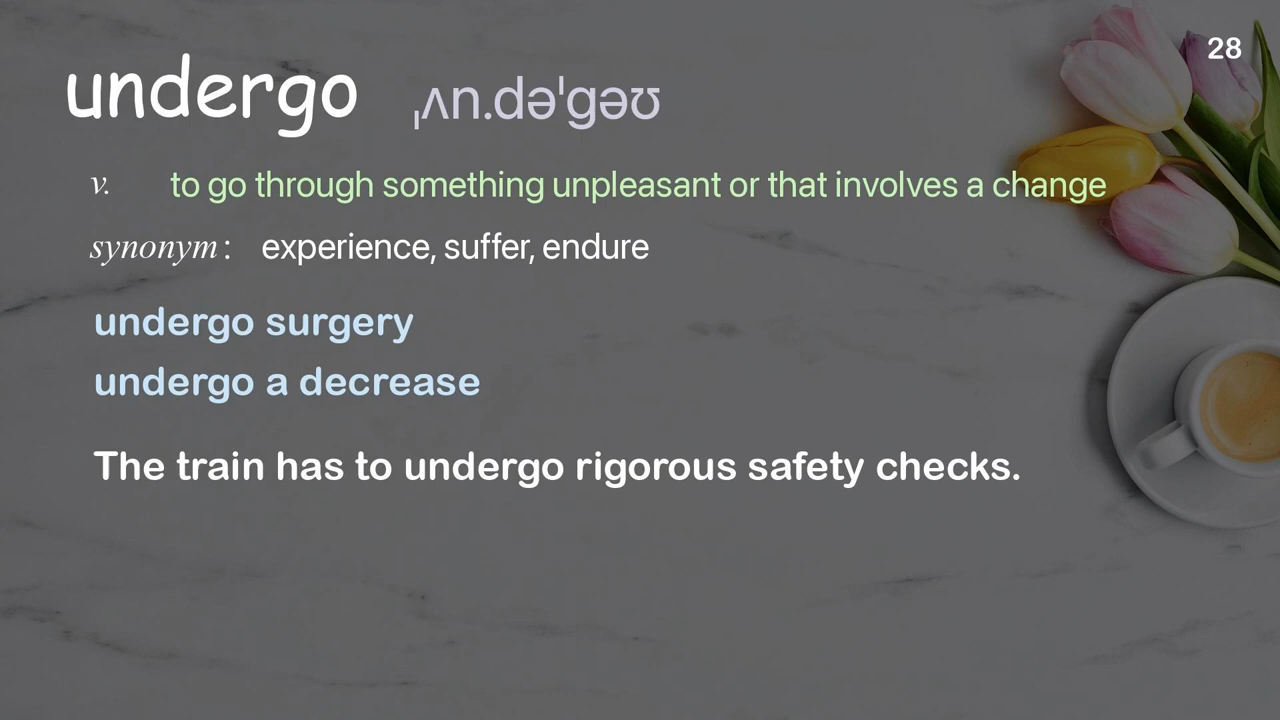 28
undergo ˌʌn.dəˈɡəʊ
v. to go through something unpleasant or that involves a change
synonym : experience, suffer, endure
undergo surgery
undergo a decrease
The train has to undergo rigorous safety checks.